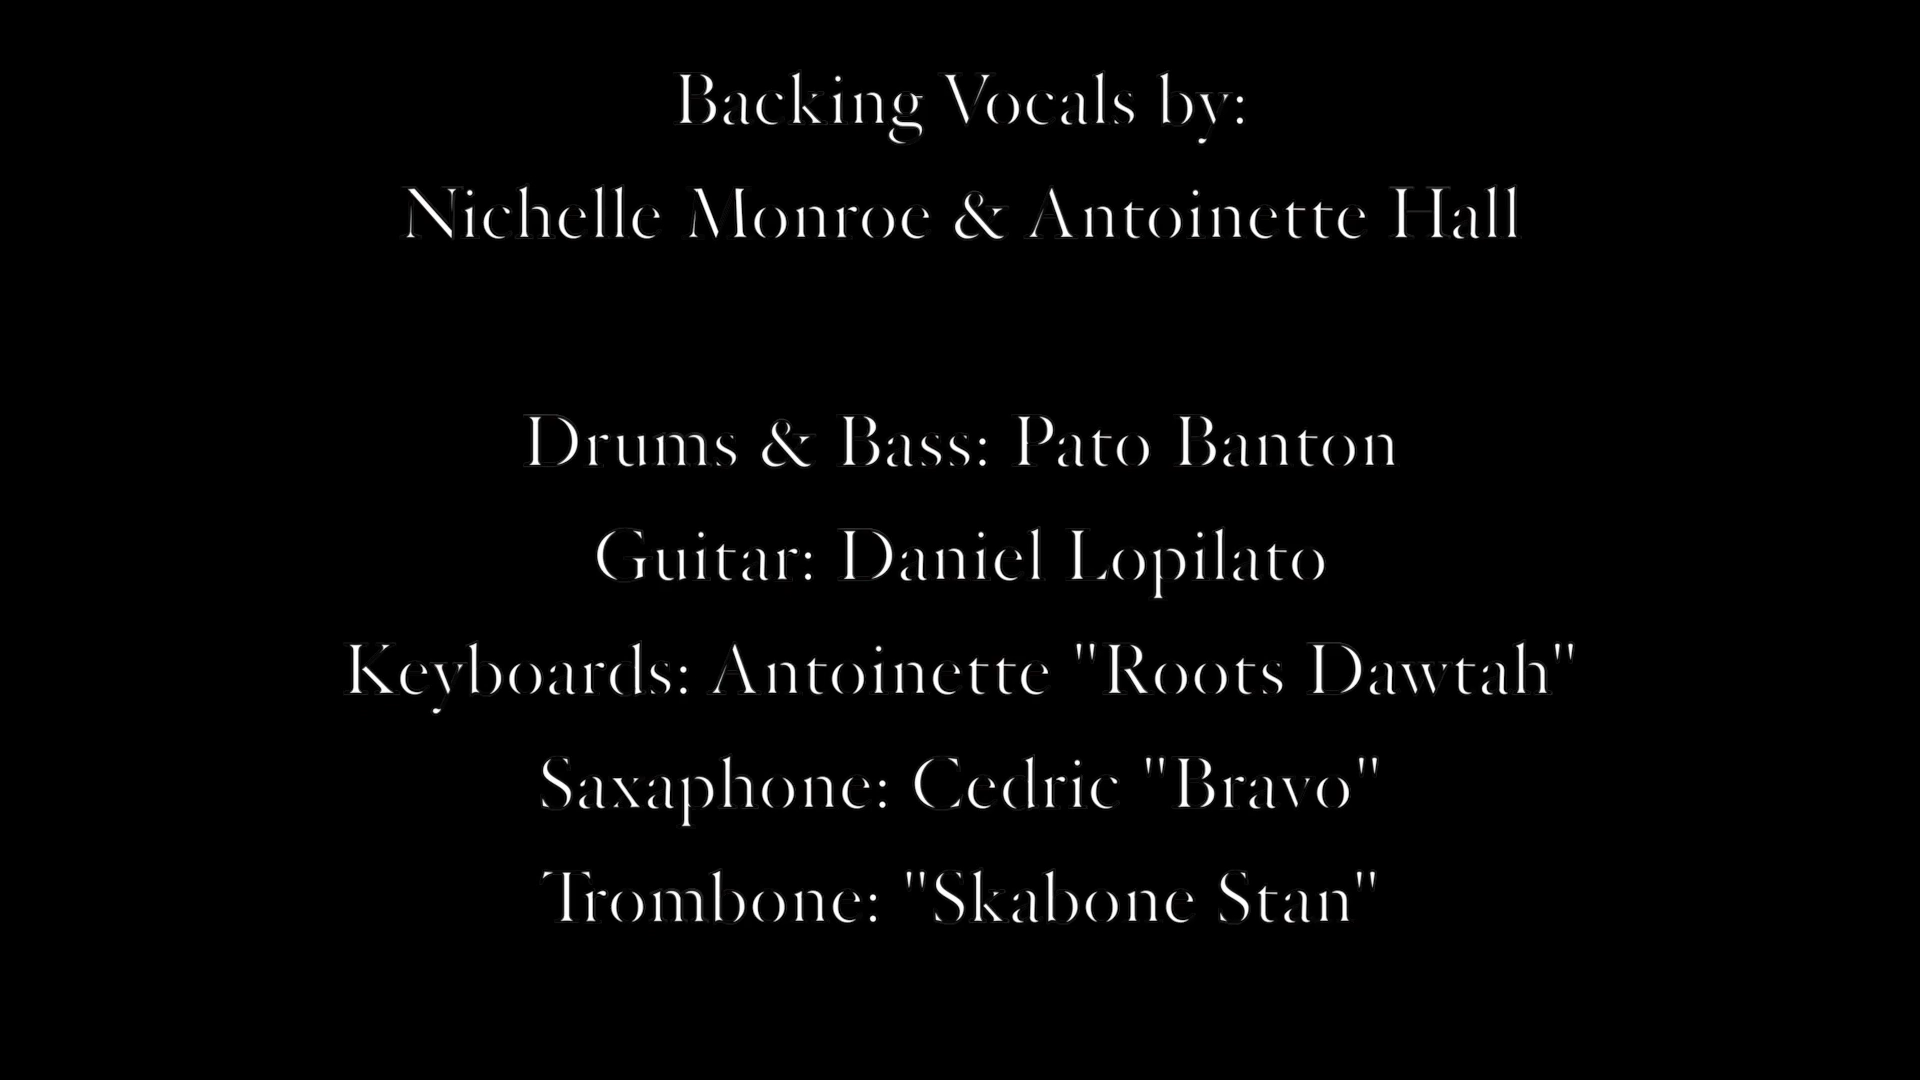 Backing Vocals by:
Nichelle Monroe & Antoinette Hall
Drums & Bass: Pato Banton
Guitar: Daniel Lopilato
Keyboards: Antoinette "Roots Dawtah"
Saxaphone: Cedric "Bravo"
Trombone: "Skabone Stan"